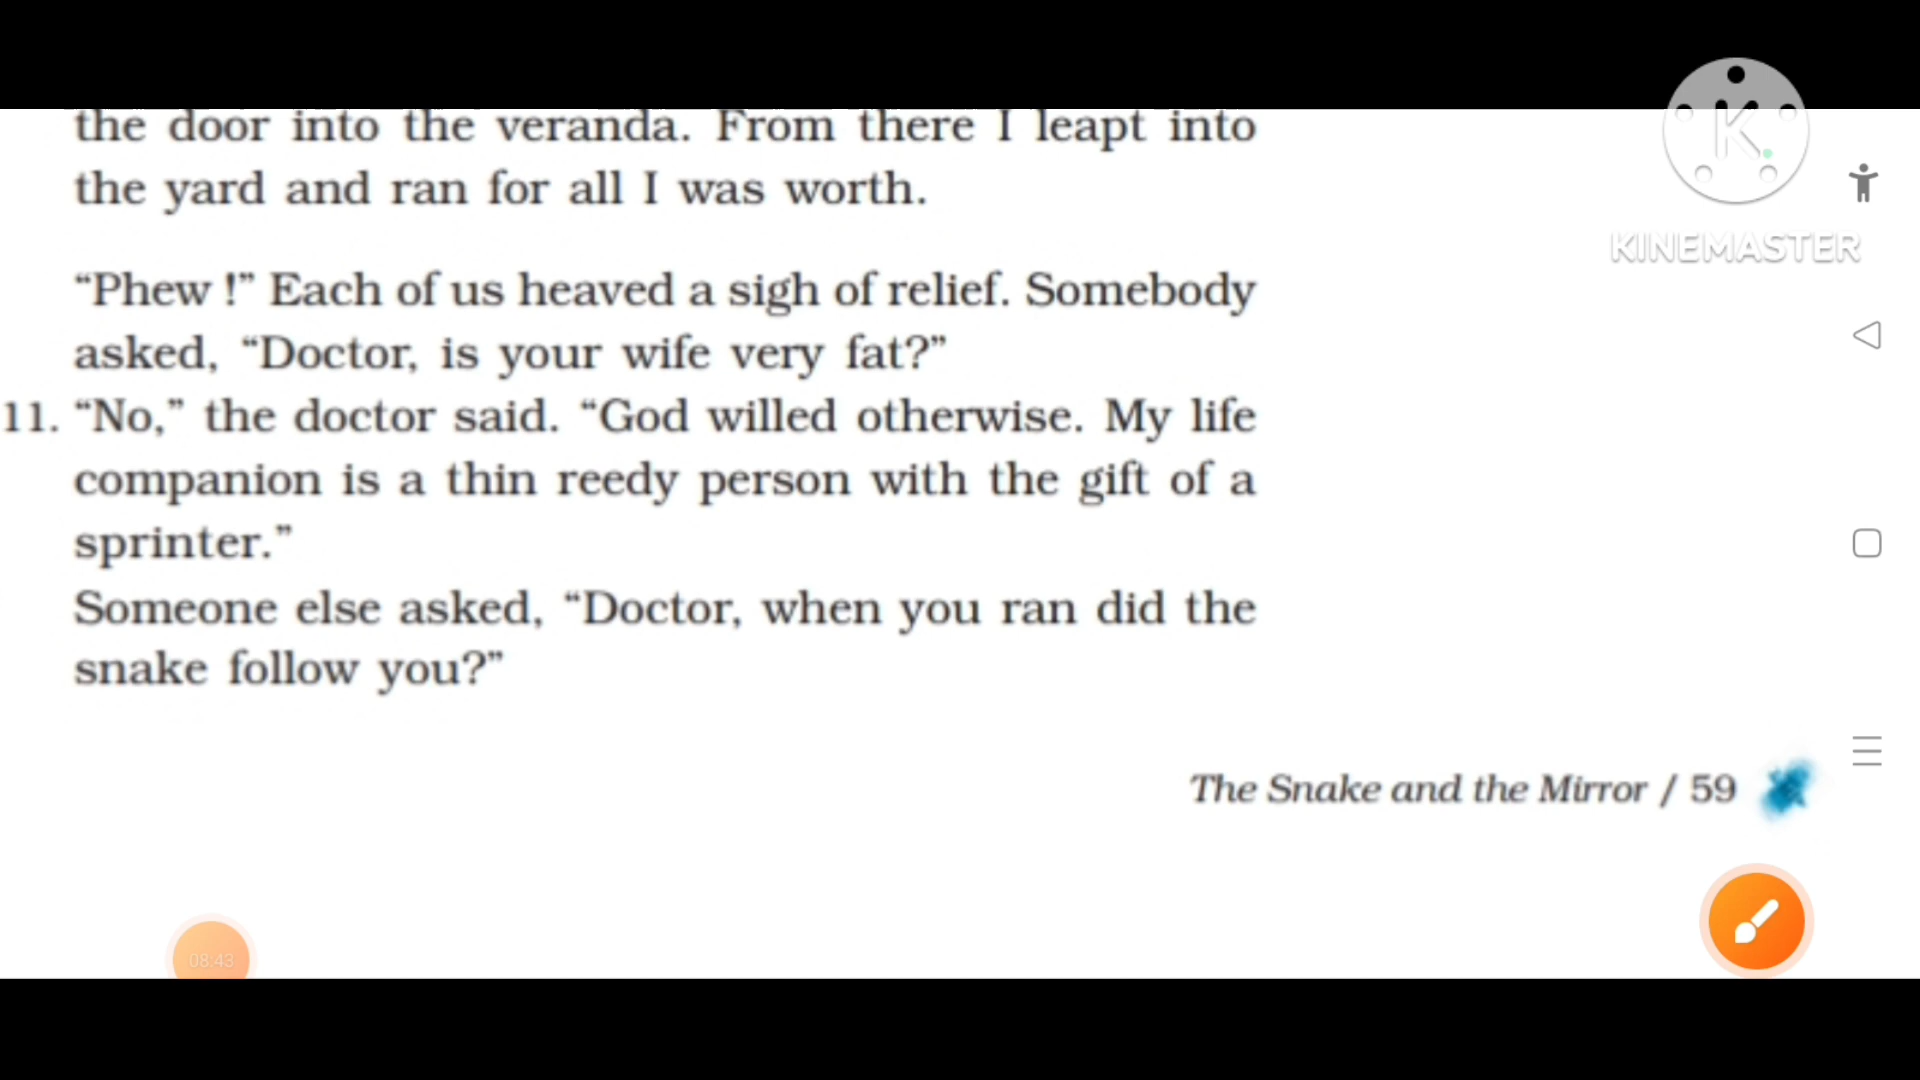 the door into the veranda. From there I leapt into
the yard and ran for all I was worth.
“Phew !” Each of us heaved a sigh of relief. Somebody
asked, “Doctor, is your wife very fat?”
11. “No,” the doctor said. “God willed otherwise. My life
companion is a thin reedy person with the gift of a
sprinter.”
Someone else asked, “Doctor, when you ran did the
snake follow you?”
The Snake and the Mirror / 59
K.
KINEMASTER
08:43